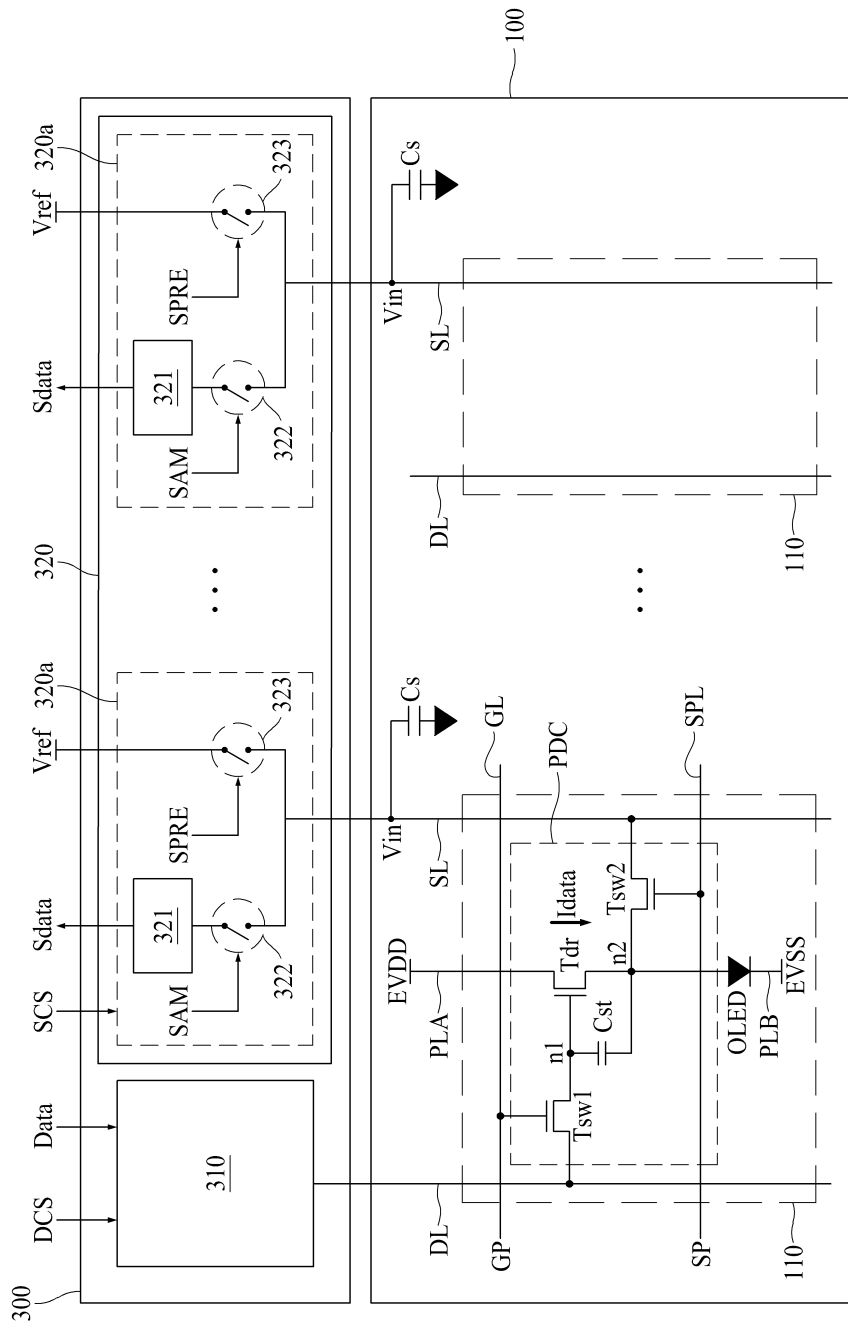 300
DCS
Data
SCS
Sdata
Vref
320a
320
Sdata
Vref
320a
310
321
SAM
322
SPRE
323
• • •
321
SAM
322
SPRE
323
100
Vin
Cs
Vin
Cs
DL
EVDD
PLA
SL
GL
DL
SL
GP
PDC
Tsw1
n1
Cst
Tdr
Idata
n2
Tsw2
• • •
SP
SPL
OLED
PLB
EVSS
110
110